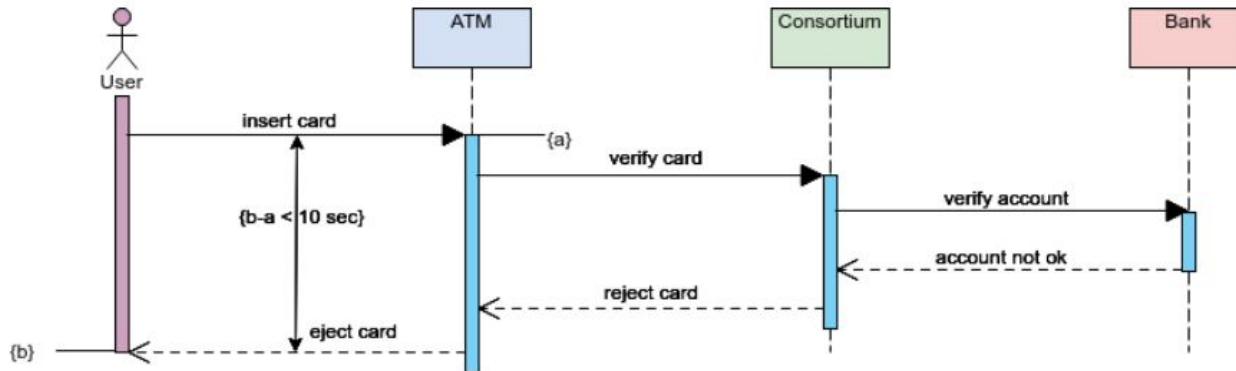 ATM
Consortium
Bank
User
insert card
{a}
verify card
{b-a < 10 sec}
verify account
account not ok
reject card
eject card
{b}